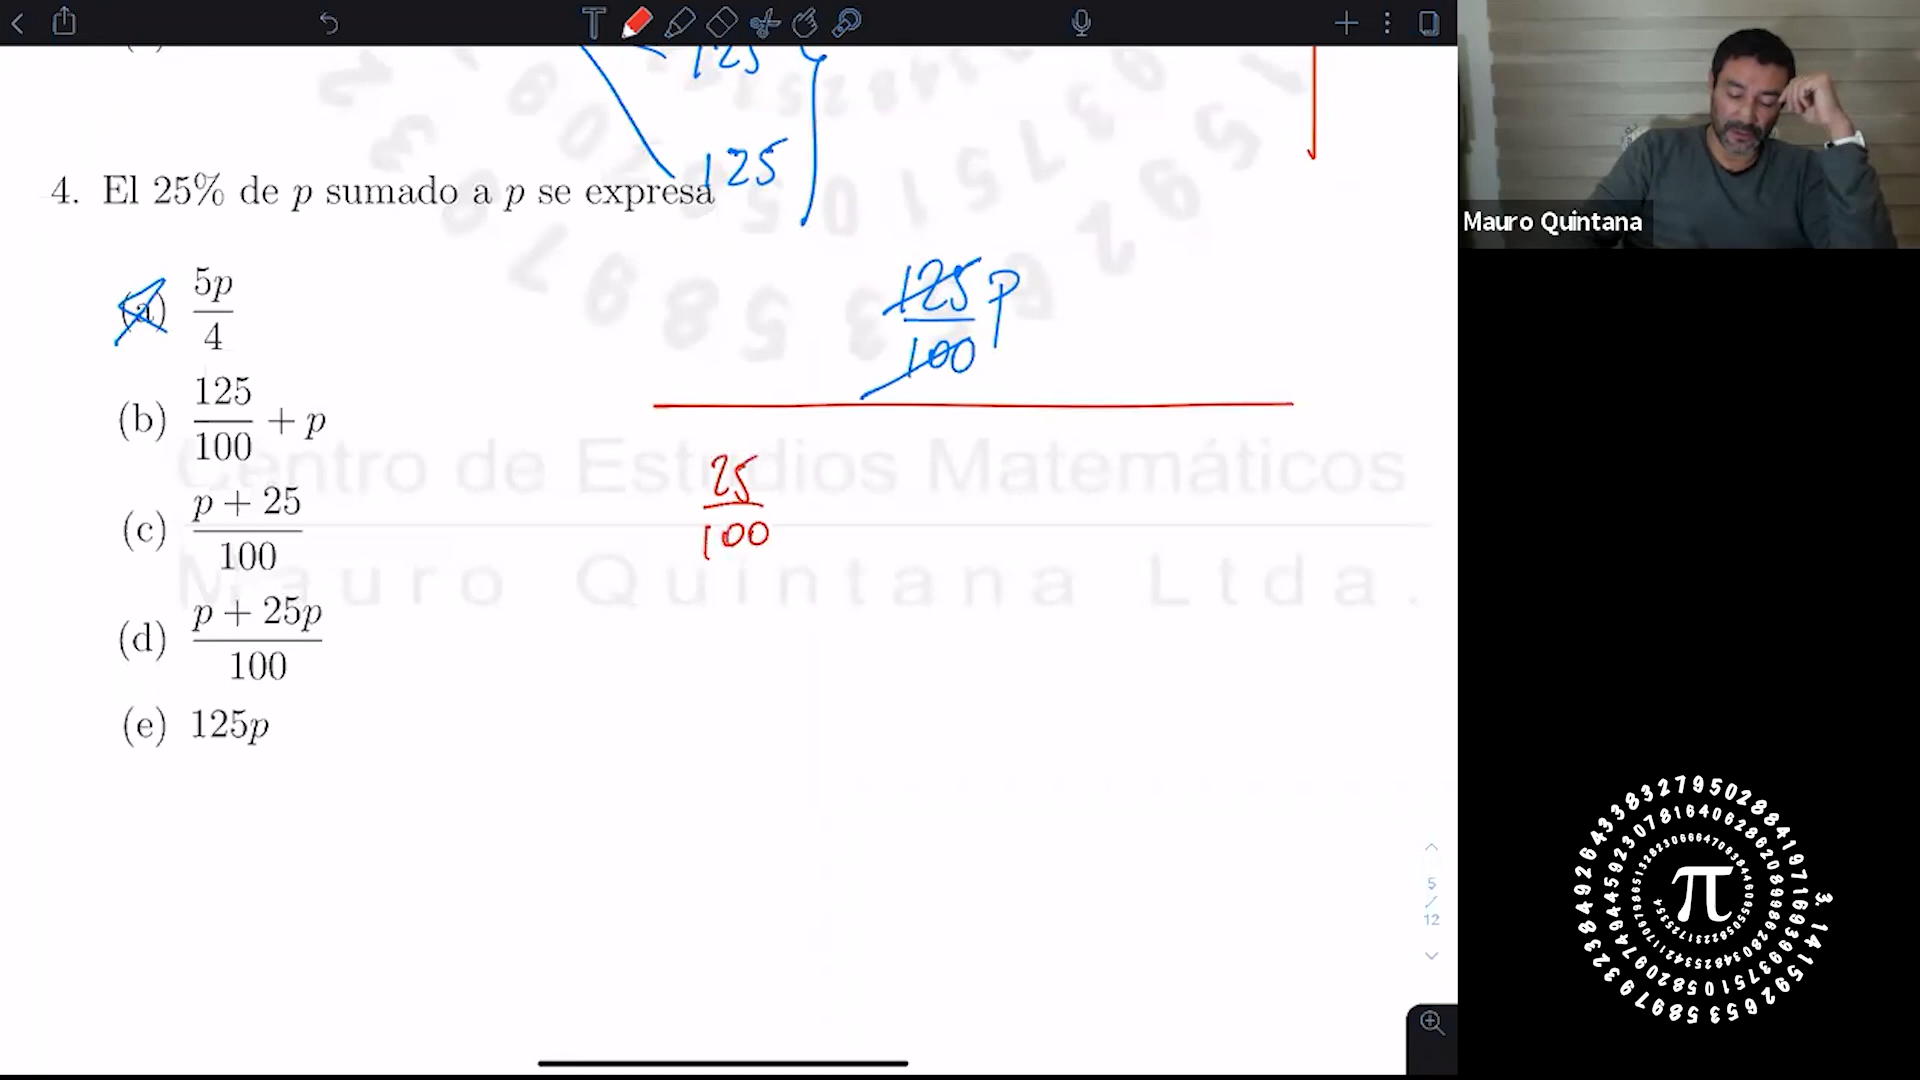 125
125
4. El 25% de p sumado a p se expresa
(a) 5p/4
125/100 p
(b) 125/100 + p
25/100
(c) p + 25/100
(d) p + 25p/100
(e) 125p
Centro de Estudios Matemáticos
Mauro Quintana Ltda.
5
/
12
Mauro Quintana
π